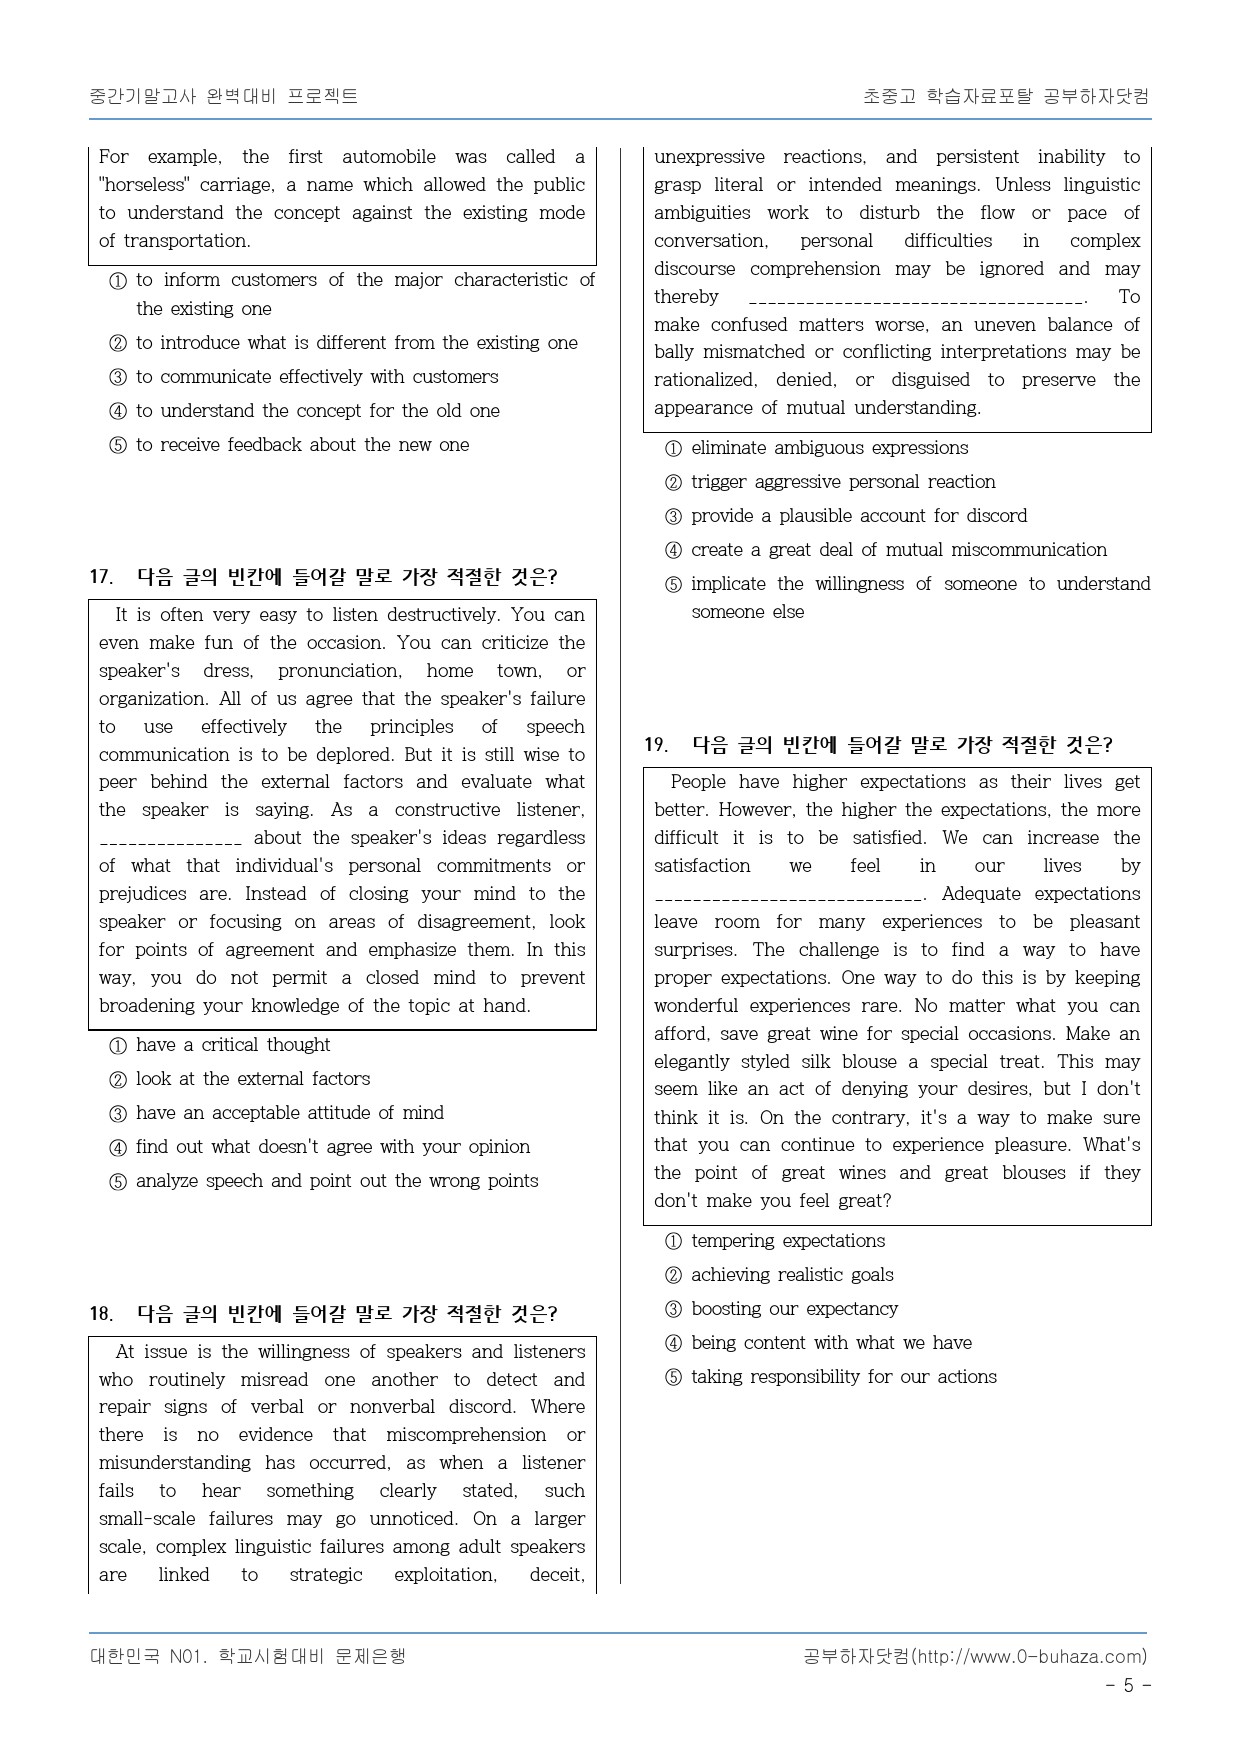 중간기말고사 완벽대비 프로젝트
초중고 학습자료포탈 공부하자닷컴
For example, the first automobile was called a
"horseless" carriage, a name which allowed the public
to understand the concept against the existing mode
of transportation.
① to inform customers of the major characteristic of
the existing one
② to introduce what is different from the existing one
③ to communicate effectively with customers
④ to understand the concept for the old one
⑤ to receive feedback about the new one
17. 다음 글의 빈칸에 들어갈 말로 가장 적절한 것은?
It is often very easy to listen destructively. You can
even make fun of the occasion. You can criticize the
speaker's dress, pronunciation, home town, or
organization. All of us agree that the speaker's failure
to use effectively the principles of speech
communication is to be deplored. But it is still wise to
peer behind the external factors and evaluate what
the speaker is saying. As a constructive listener,
_______________ about the speaker's ideas regardless
of what that individual's personal commitments or
prejudices are. Instead of closing your mind to the
speaker or focusing on areas of disagreement, look
for points of agreement and emphasize them. In this
way, you do not permit a closed mind to prevent
broadening your knowledge of the topic at hand.
① have a critical thought
② look at the external factors
③ have an acceptable attitude of mind
④ find out what doesn't agree with your opinion
⑤ analyze speech and point out the wrong points
18. 다음 글의 빈칸에 들어갈 말로 가장 적절한 것은?
At issue is the willingness of speakers and listeners
who routinely misread one another to detect and
repair signs of verbal or nonverbal discord. Where
there is no evidence that miscomprehension or
misunderstanding has occurred, as when a listener
fails to hear something clearly stated, such
small-scale failures may go unnoticed. On a larger
scale, complex linguistic failures among adult speakers
are linked to strategic exploitation, deceit,
unexpressive reactions, and persistent inability to
grasp literal or intended meanings. Unless linguistic
ambiguities work to disturb the flow or pace of
conversation, personal difficulties in complex
discourse comprehension may be ignored and may
thereby ___________________________________. To
make confused matters worse, an uneven balance of
bally mismatched or conflicting interpretations may be
rationalized, denied, or disguised to preserve the
appearance of mutual understanding.
① eliminate ambiguous expressions
② trigger aggressive personal reaction
③ provide a plausible account for discord
④ create a great deal of mutual miscommunication
⑤ implicate the willingness of someone to understand
someone else
19. 다음 글의 빈칸에 들어갈 말로 가장 적절한 것은?
People have higher expectations as their lives get
better. However, the higher the expectations, the more
difficult it is to be satisfied. We can increase the
satisfaction we feel in our lives by
____________________________. Adequate expectations
leave room for many experiences to be pleasant
surprises. The challenge is to find a way to have
proper expectations. One way to do this is by keeping
wonderful experiences rare. No matter what you can
afford, save great wine for special occasions. Make an
elegantly styled silk blouse a special treat. This may
seem like an act of denying your desires, but I don't
think it is. On the contrary, it's a way to make sure
that you can continue to experience pleasure. What's
the point of great wines and great blouses if they
don't make you feel great?
① tempering expectations
② achieving realistic goals
③ boosting our expectancy
④ being content with what we have
⑤ taking responsibility for our actions
대한민국 N01. 학교시험대비 문제은행
공부하자닷컴(http://www.0-buhaza.com)
- 5 -